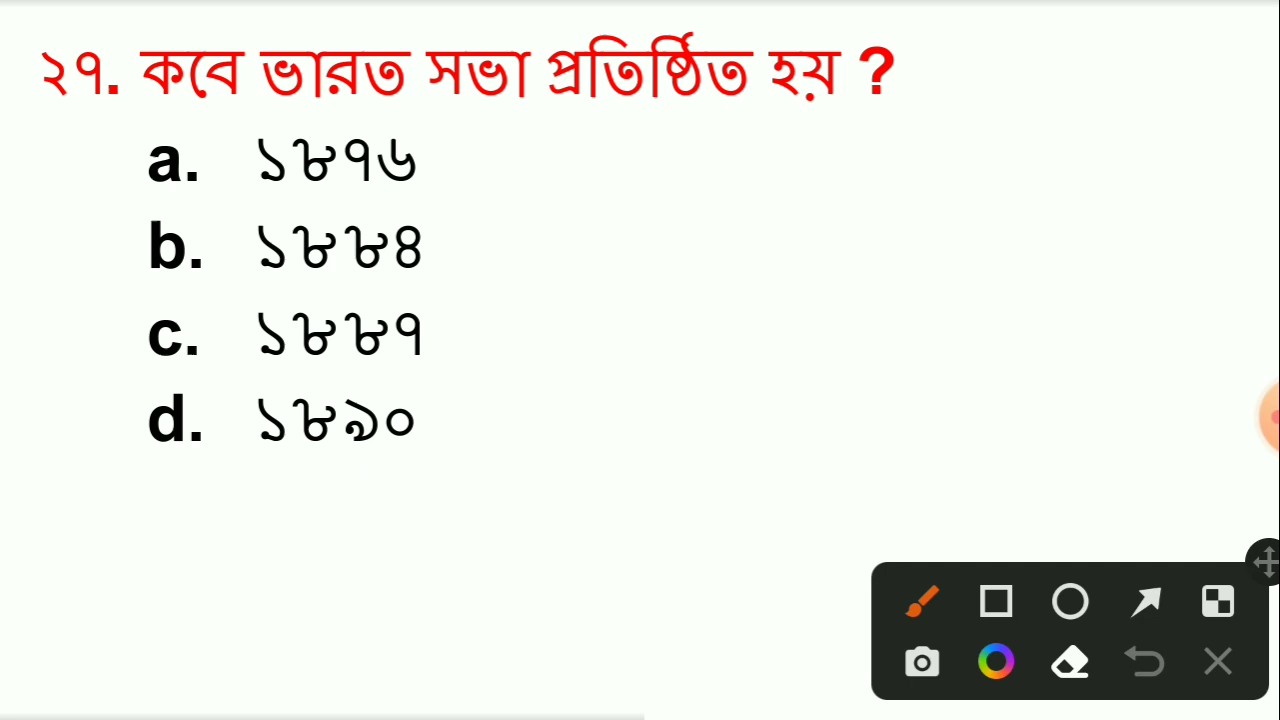 ২৭. কবে ভারত সভা প্রতিষ্ঠিত হয় ?
a. ১৮৭৬
b. ১৮৮৪
c. ১৮৮৭
d. ১৮৯০